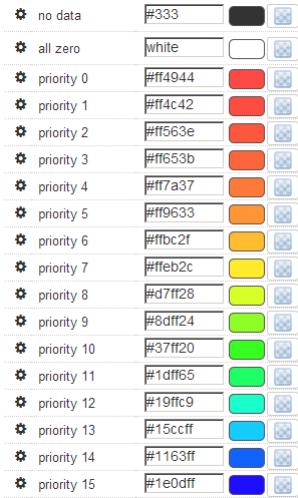 no data #333
all zero white
priority 0 #ff4944
priority 1 #ff4c42
priority 2 #ff563e
priority 3 #ff653b
priority 4 #ff7a37
priority 5 #ff9633
priority 6 #ffbc2f
priority 7 #ffeb2c
priority 8 #d7ff28
priority 9 #8dff24
priority 10 #37ff20
priority 11 #1dff65
priority 12 #19ffc9
priority 13 #15ccff
priority 14 #1163ff
priority 15 #1e0dff